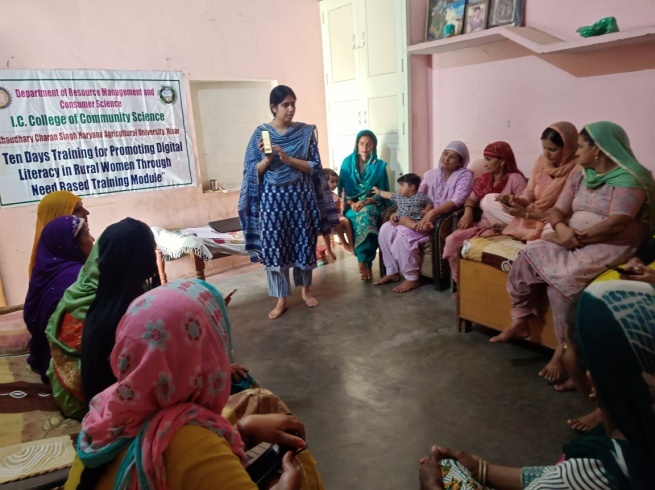 Department of Resource Management and
Consumer Science
I.C. College of Community Science
Chaudhary Charan Singh Haryana Agricultural University, Hisar
Ten Days Training for Promoting Digital
Literacy in Rural Women Through
Need Based Training Module"